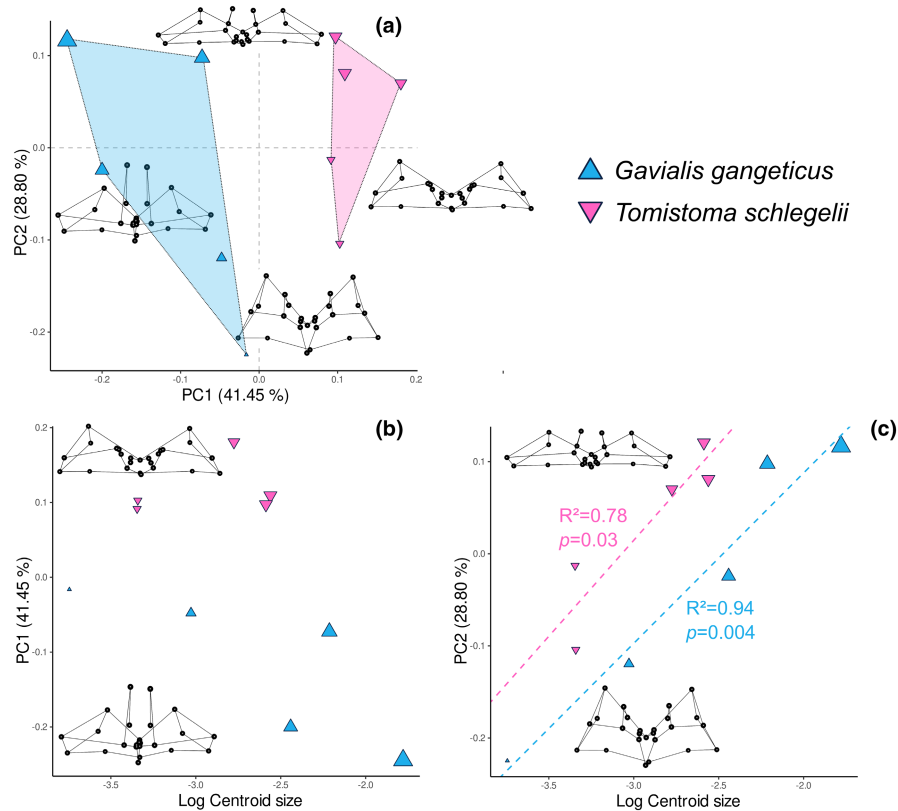 (a)
0.1
0.0
-0.1
-0.2
PC2 (28.80 %)
-0.2
-0.1
0.0
0.1
0.2
PC1 (41.45 %)
Gavialis gangeticus
Tomistoma schlegelii
(b)
0.2
0.1
0.0
-0.1
-0.2
PC1 (41.45 %)
-3.5
-3.0
-2.5
-2.0
Log Centroid size
(c)
0.1
0.0
-0.1
-0.2
PC2 (28.80 %)
R²=0.78
p=0.03
R²=0.94
p=0.004
-3.5
-3.0
-2.5
-2.0
Log Centroid size